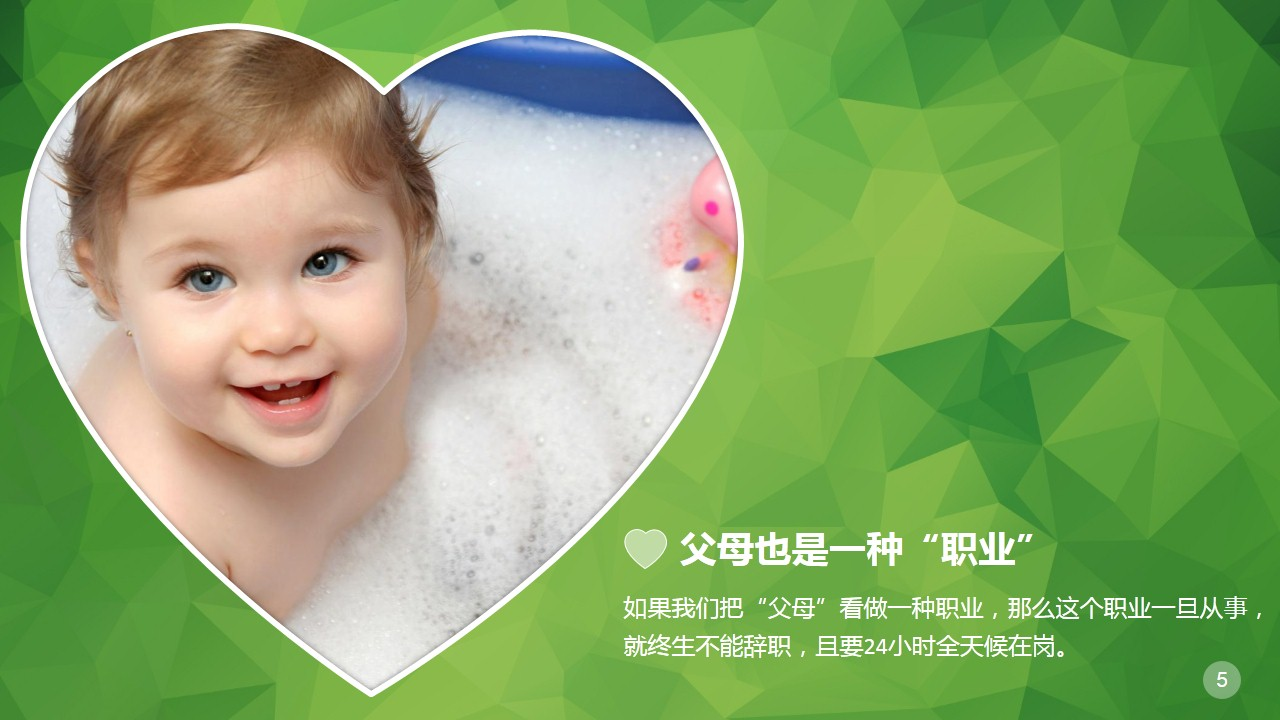 父母也是一种“职业”
如果我们把“父母”看做一种职业，那么这个职业一旦从事，
就终生不能辞职，且要24小时全天候在岗。
5